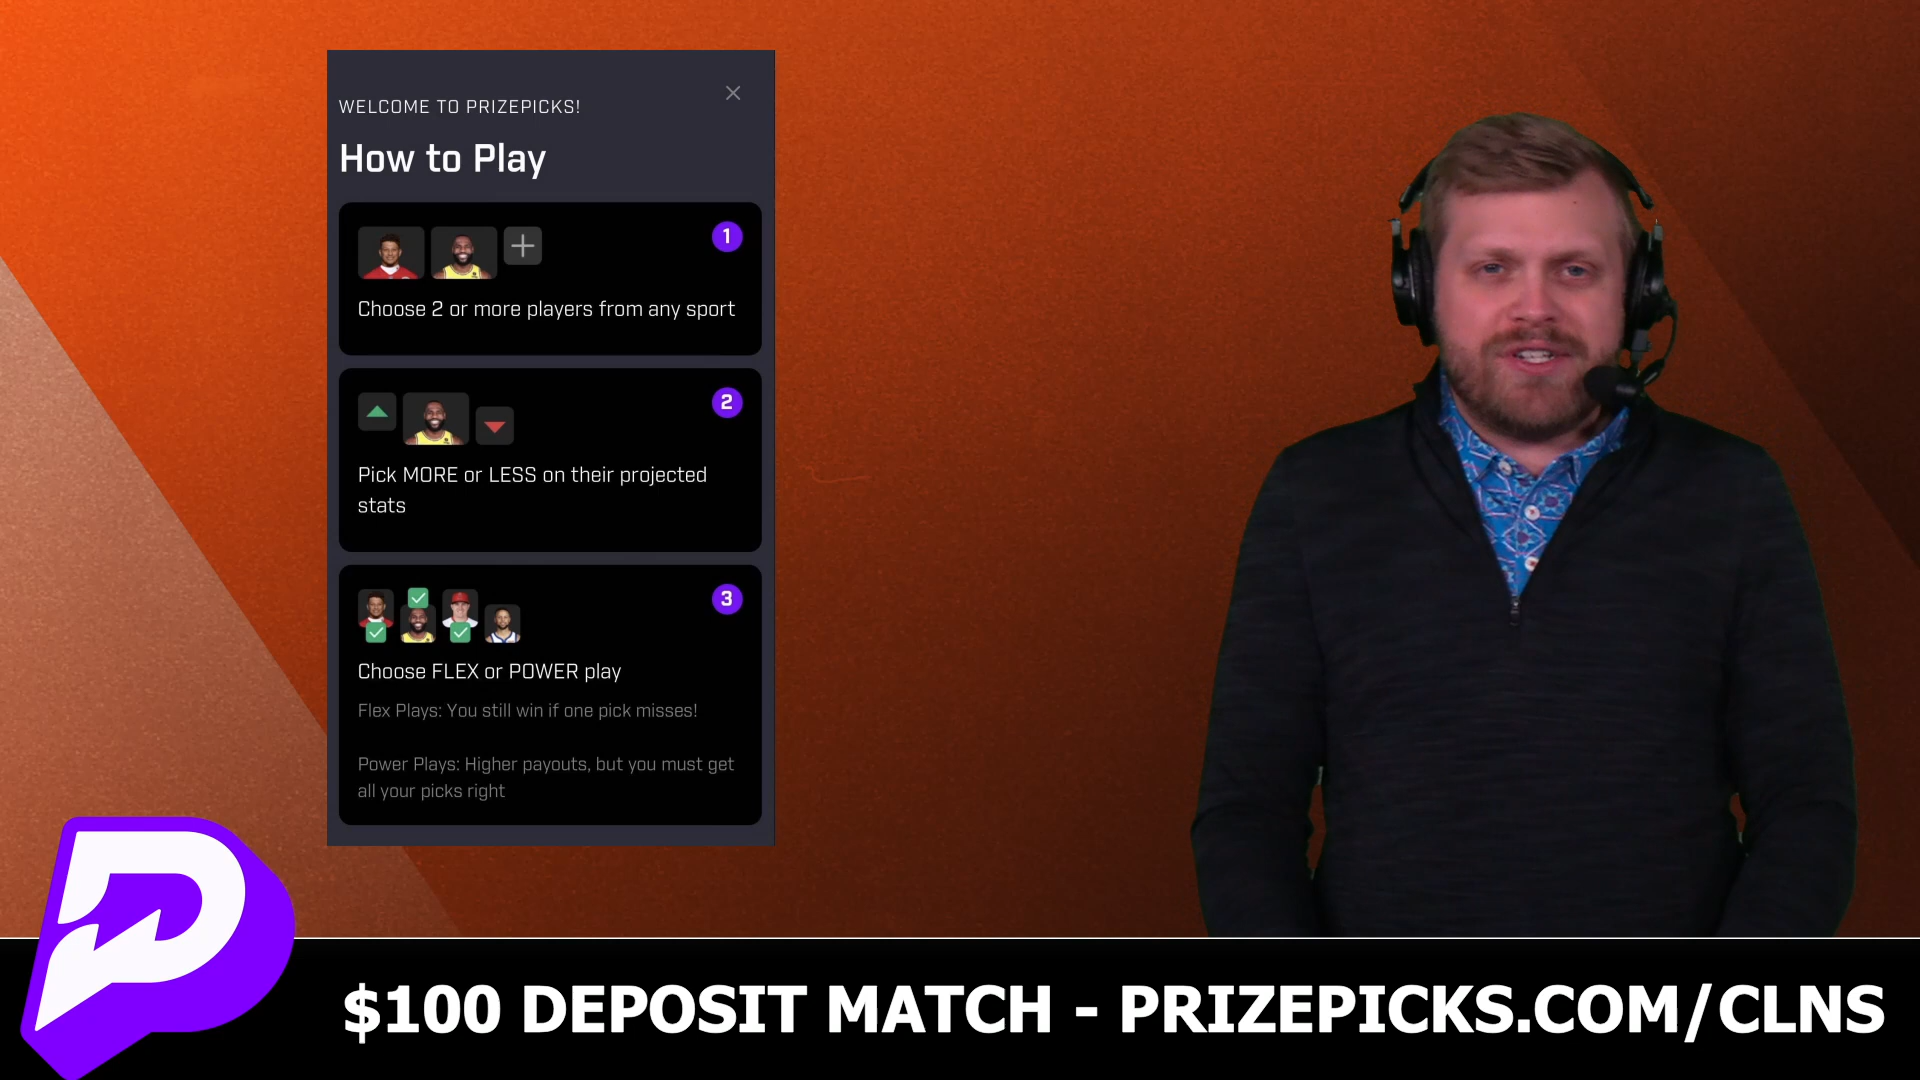 WELCOME TO PRIZEPICKS!
How to Play
1
Choose 2 or more players from any sport
2
Pick MORE or LESS on their projected
stats
3
Choose FLEX or POWER play
Flex Plays: You still win if one pick misses!
Power Plays: Higher payouts, but you must get
all your picks right
$100 DEPOSIT MATCH - PRIZEPICKS.COM/CLNS